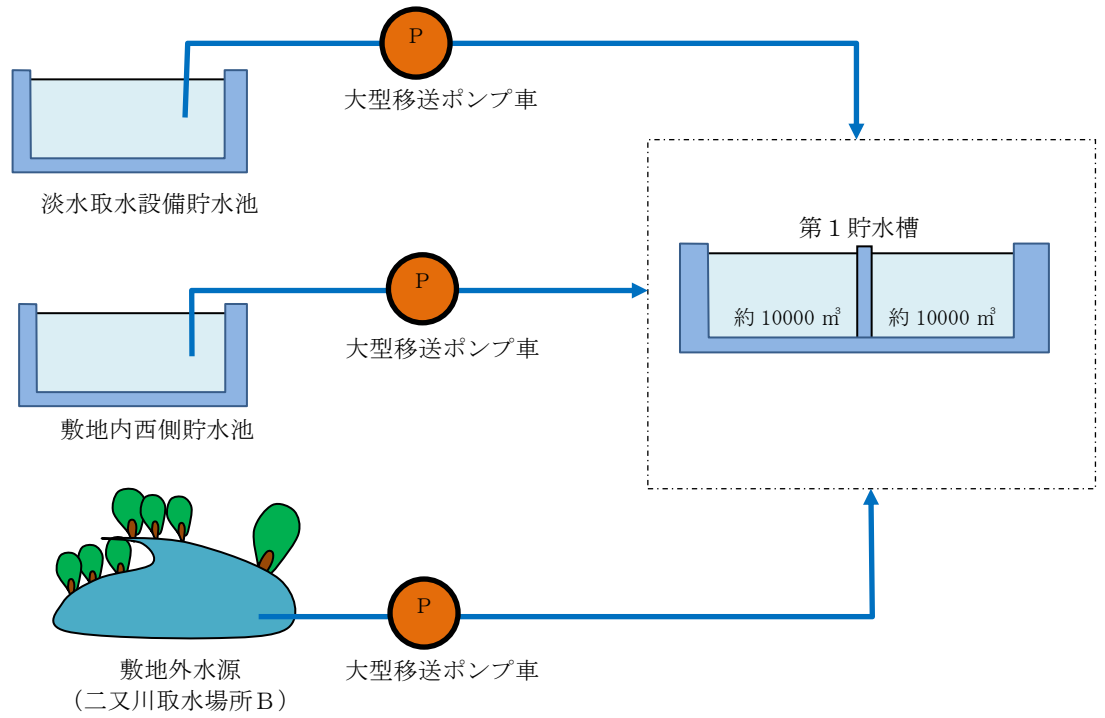 P
大型移送ポンプ車
淡水取水設備貯水池
第１貯水槽
約 10000 ㎥
約 10000 ㎥
P
大型移送ポンプ車
敷地内西側貯水池
P
大型移送ポンプ車
敷地外水源
（二又川取水場所Ｂ）